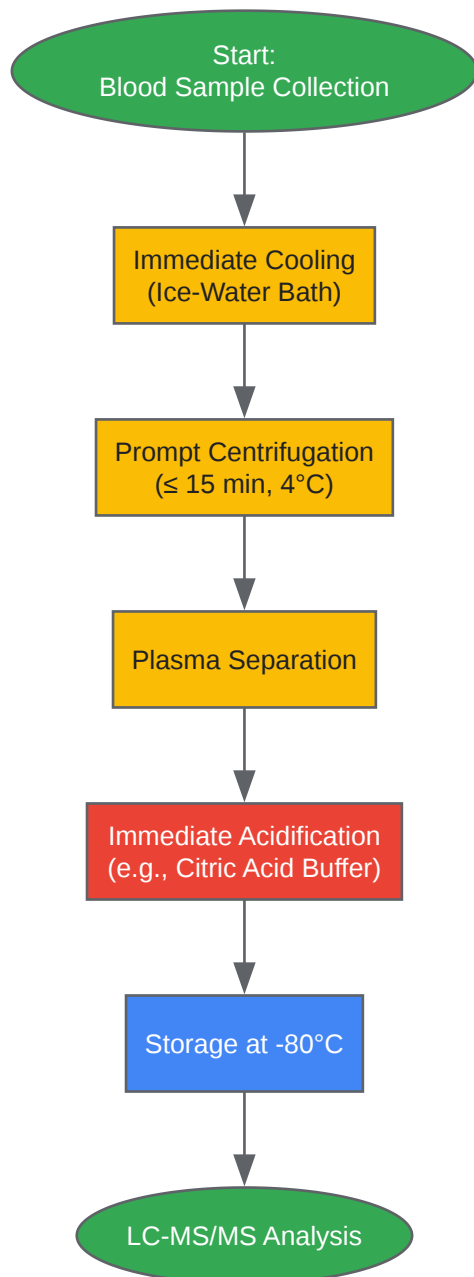 Start:
Blood Sample Collection
Immediate Cooling
(Ice-Water Bath)
Prompt Centrifugation
(≤ 15 min, 4°C)
Plasma Separation
Immediate Acidification
(e.g., Citric Acid Buffer)
Storage at -80°C
LC-MS/MS Analysis